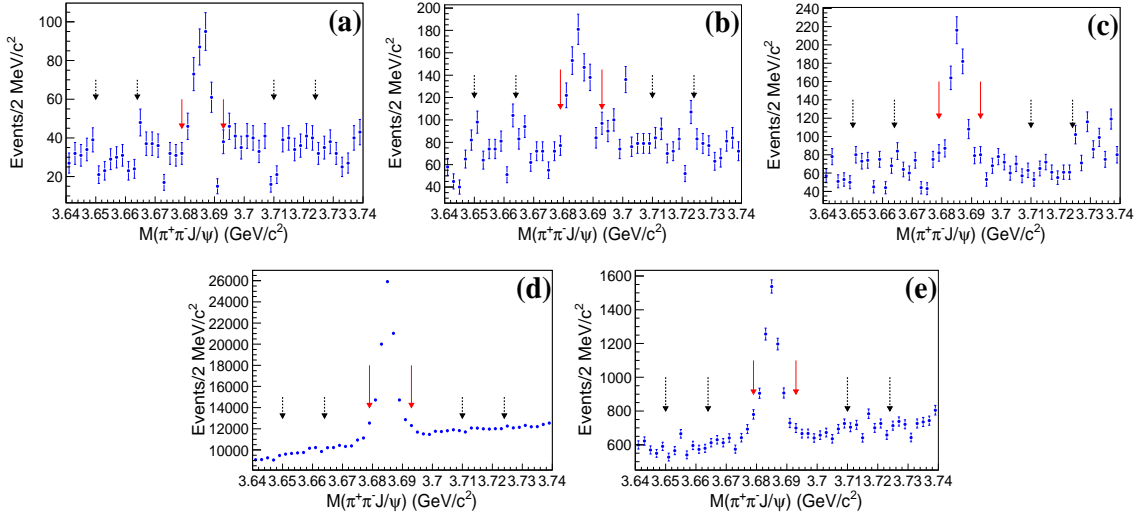 (a)
Events/2 MeV/c²
100
80
60
40
20
3.64 3.65 3.66 3.67 3.68 3.69 3.7 3.71 3.72 3.73 3.74
M(π⁺π⁻J/ψ) (GeV/c²)
(b)
Events/2 MeV/c²
200
180
160
140
120
100
80
60
40
3.64 3.65 3.66 3.67 3.68 3.69 3.7 3.71 3.72 3.73 3.74
M(π⁺π⁻J/ψ) (GeV/c²)
(c)
Events/2 MeV/c²
240
220
200
180
160
140
120
100
80
60
40
3.64 3.65 3.66 3.67 3.68 3.69 3.7 3.71 3.72 3.73 3.74
M(π⁺π⁻J/ψ) (GeV/c²)
(d)
Events/2 MeV/c²
26000
24000
22000
20000
18000
16000
14000
12000
10000
3.64 3.65 3.66 3.67 3.68 3.69 3.7 3.71 3.72 3.73 3.74
M(π⁺π⁻J/ψ) (GeV/c²)
(e)
Events/2 MeV/c²
1600
1400
1200
1000
800
600
3.64 3.65 3.66 3.67 3.68 3.69 3.7 3.71 3.72 3.73 3.74
M(π⁺π⁻J/ψ) (GeV/c²)